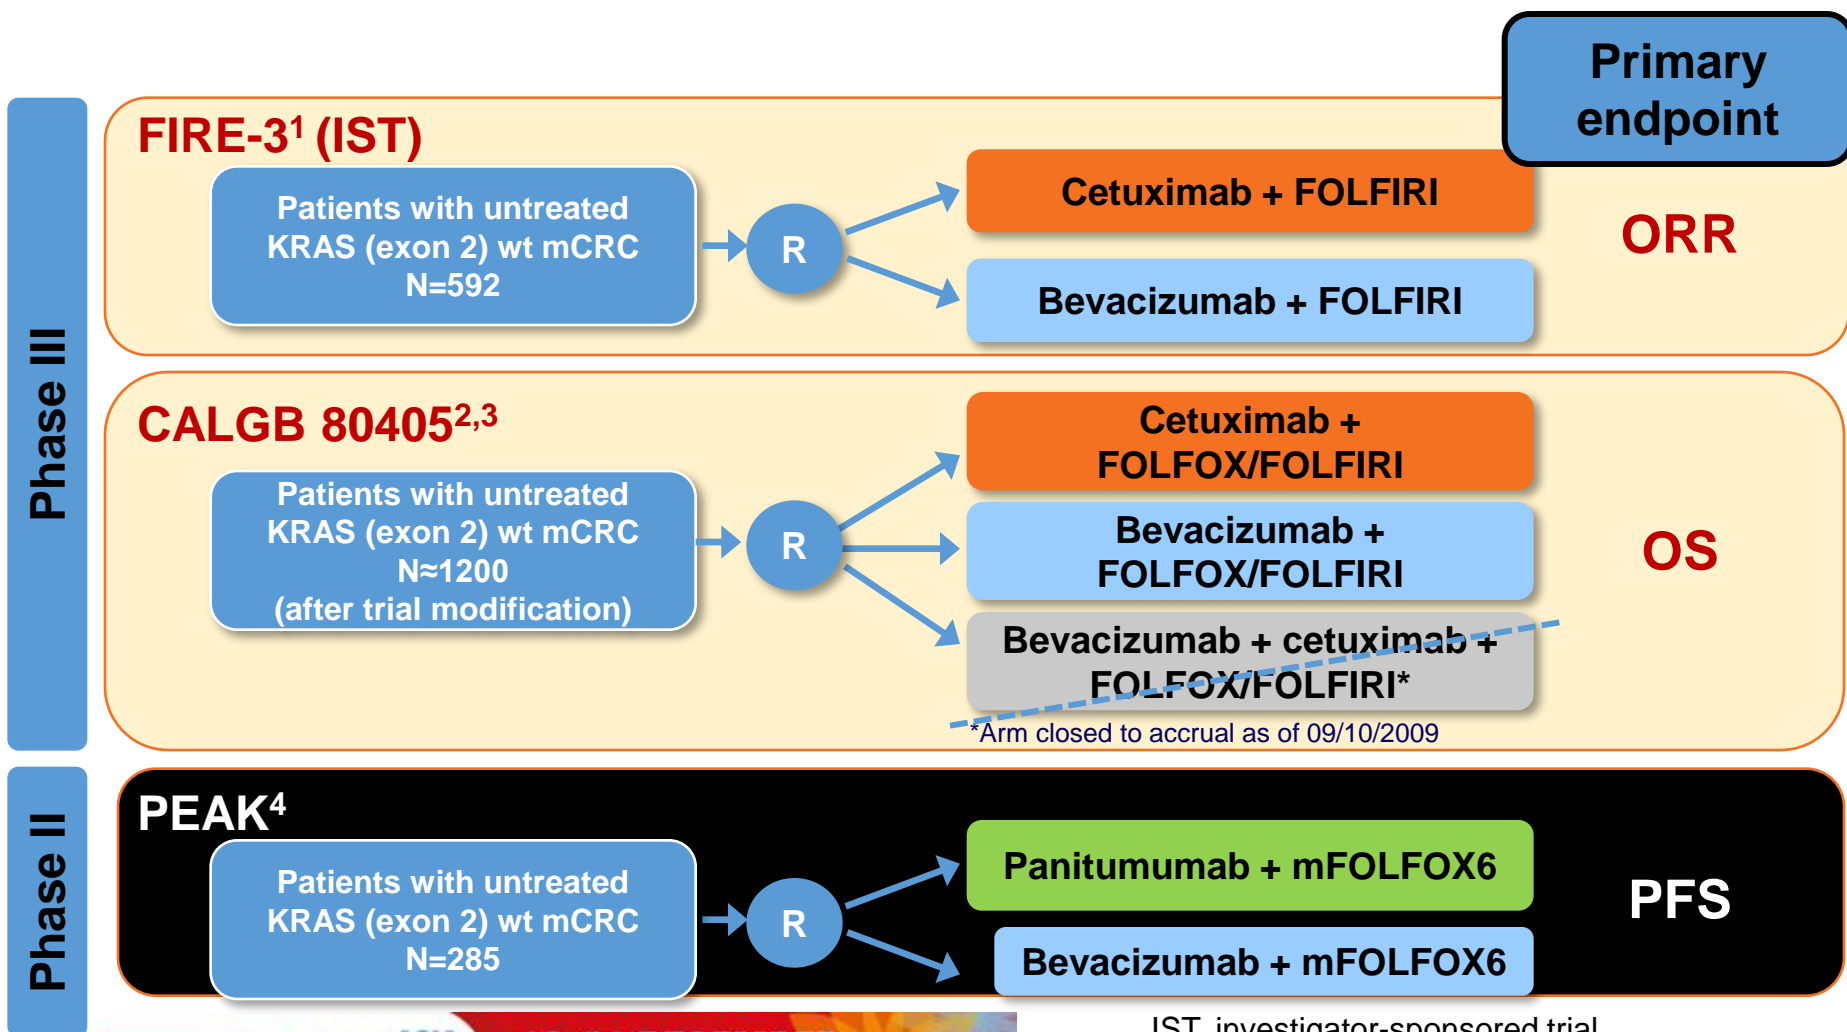 Primary
endpoint
Phase III
FIRE-3¹ (IST)
Patients with untreated
KRAS (exon 2) wt mCRC
N=592
R
Cetuximab + FOLFIRI
Bevacizumab + FOLFIRI
ORR
CALGB 80405²,³
Patients with untreated
KRAS (exon 2) wt mCRC
N≈1200
(after trial modification)
R
Cetuximab +
FOLFOX/FOLFIRI
Bevacizumab +
FOLFOX/FOLFIRI
Bevacizumab + cetuximab +
FOLFOX/FOLFIRI*
*Arm closed to accrual as of 09/10/2009
OS
Phase II
PEAK⁴
Patients with untreated
KRAS (exon 2) wt mCRC
N=285
R
Panitumumab + mFOLFOX6
Bevacizumab + mFOLFOX6
PFS
IST, investigator-sponsored trial